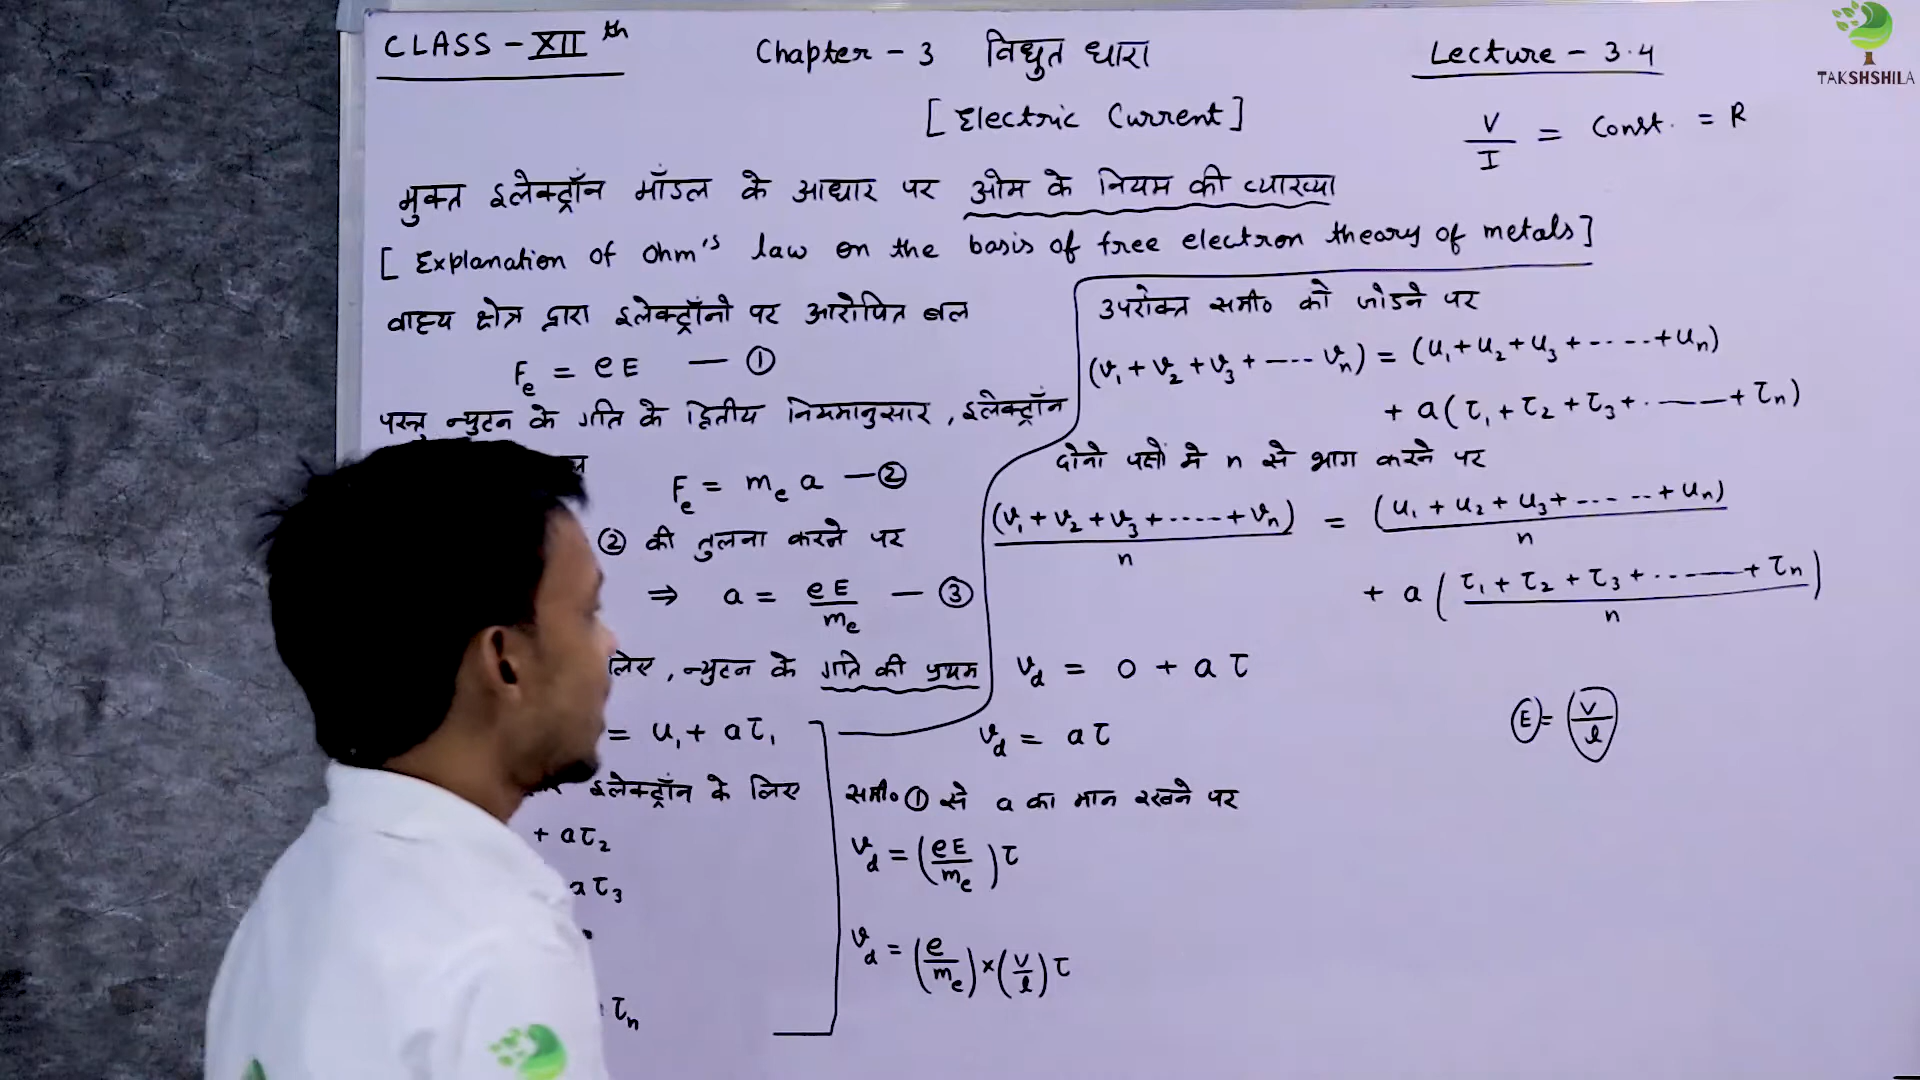 CLASS - XII th
Chapter - 3 विधुत धारा
Lecture - 3.4
TAKSHSHILA
[ Electric Current ]
V/I = Const. = R
मुक्त इलेक्ट्रॉन मॉडल के आधार पर ओम के नियम की व्याख्या
[ Explanation of Ohm's law on the basis of free electron theory of metals ]
वाह्य क्षेत्र द्वारा इलेक्ट्रॉनो पर आरोपित बल
Fe = eE — ①
परन्तु न्युटन के गति के द्वितीय नियमानुसार , इलेक्ट्रॉन
Fe = me a — ②
② की तुलना करने पर
⇒ a = eE/me — ③
लिए , न्युटन के गति की प्रथम
= u₁ + aτ₁
इलेक्ट्रॉन के लिए
+ aτ₂
aτ₃
τn
उपरोक्त समी० को जोडने पर
(v₁ + v₂ + v₃ + ---- vn) = (u₁ + u₂ + u₃ + ----- + un)
+ a(τ₁ + τ₂ + τ₃ + ------ + τn)
दोनो पक्षों मे n से भाग करने पर
(v₁ + v₂ + v₃ + ----- + vn)/n = (u₁ + u₂ + u₃ + ------ + un)/n
+ a((τ₁ + τ₂ + τ₃ + ------ + τn)/n)
vd = 0 + aτ
vd = aτ
E = (V/l)
समी० ① से a का मान रखने पर
vd = (eE/me)τ
vd = (e/me)×(V/l)τ